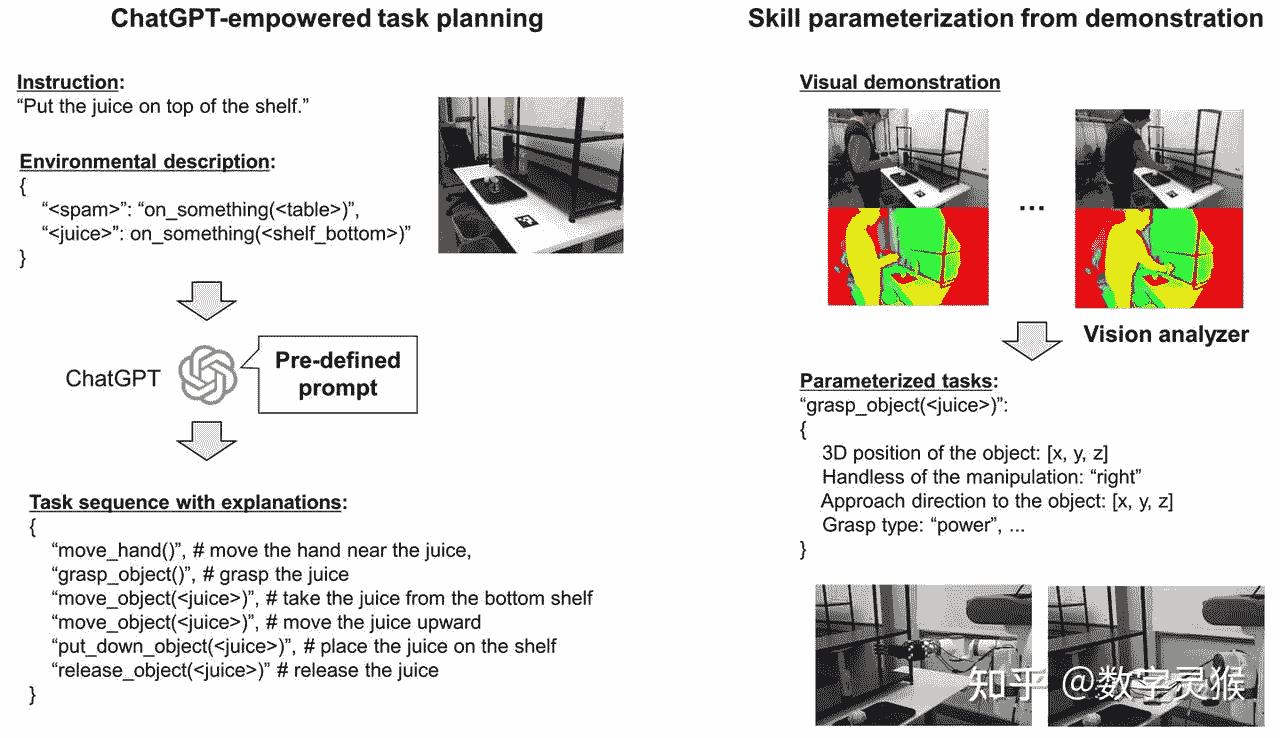 ChatGPT-empowered task planning
Instruction:
“Put the juice on top of the shelf.”
Environmental description:
{
“<spam>”: “on_something(<table>)”,
“<juice>”: on_something(<shelf_bottom>)”
}
ChatGPT
Pre-defined
prompt
Task sequence with explanations:
{
“move_hand()”, # move the hand near the juice,
“grasp_object()”, # grasp the juice
“move_object(<juice>)”, # take the juice from the bottom shelf
“move_object(<juice>)”, # move the juice upward
“put_down_object(<juice>)”, # place the juice on the shelf
“release_object(<juice>)” # release the juice
}
Skill parameterization from demonstration
Visual demonstration
...
Vision analyzer
Parameterized tasks:
“grasp_object(<juice>)”:
{
3D position of the object: [x, y, z]
Handless of the manipulation: “right”
Approach direction to the object: [x, y, z]
Grasp type: “power”, ...
}
知乎 @数字灵猴